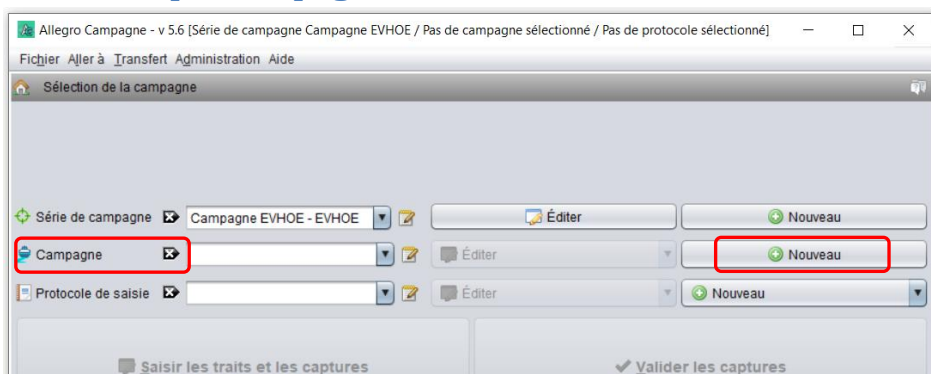 Allegro Campagne - v 5.6 [Série de campagne Campagne EVHOE / Pas de campagne sélectionné / Pas de protocole sélectionné]
Fichier Aller à Transfert Administration Aide
Sélection de la campagne
Série de campagne Campagne EVHOE - EVHOE Éditer Nouveau
Campagne Éditer Nouveau
Protocole de saisie Éditer Nouveau
Saisir les traits et les captures Valider les captures